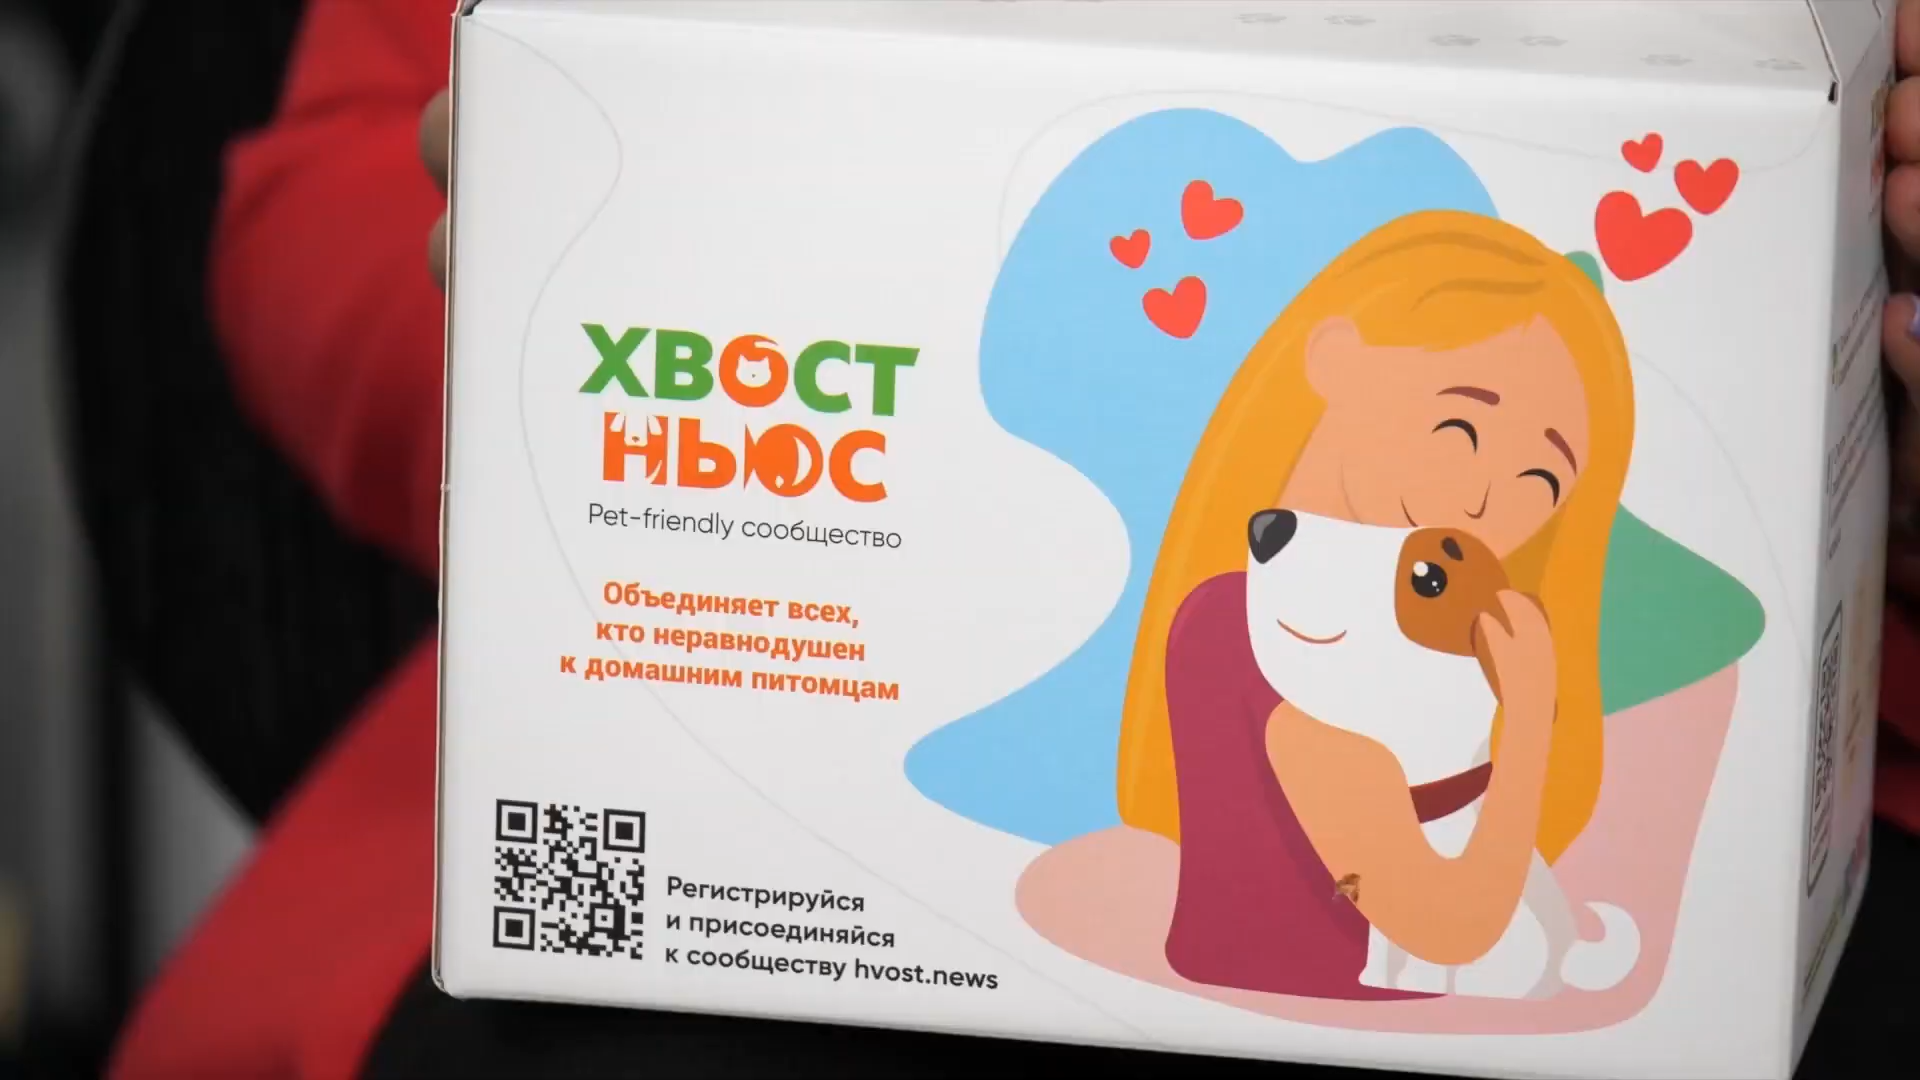 ХВОСТ
НЬЮС
Pet-friendly сообщество
Объединяет всех,
кто неравнодушен
к домашним питомцам
Регистрируйся
и присоединяйся
к сообществу hvost.news